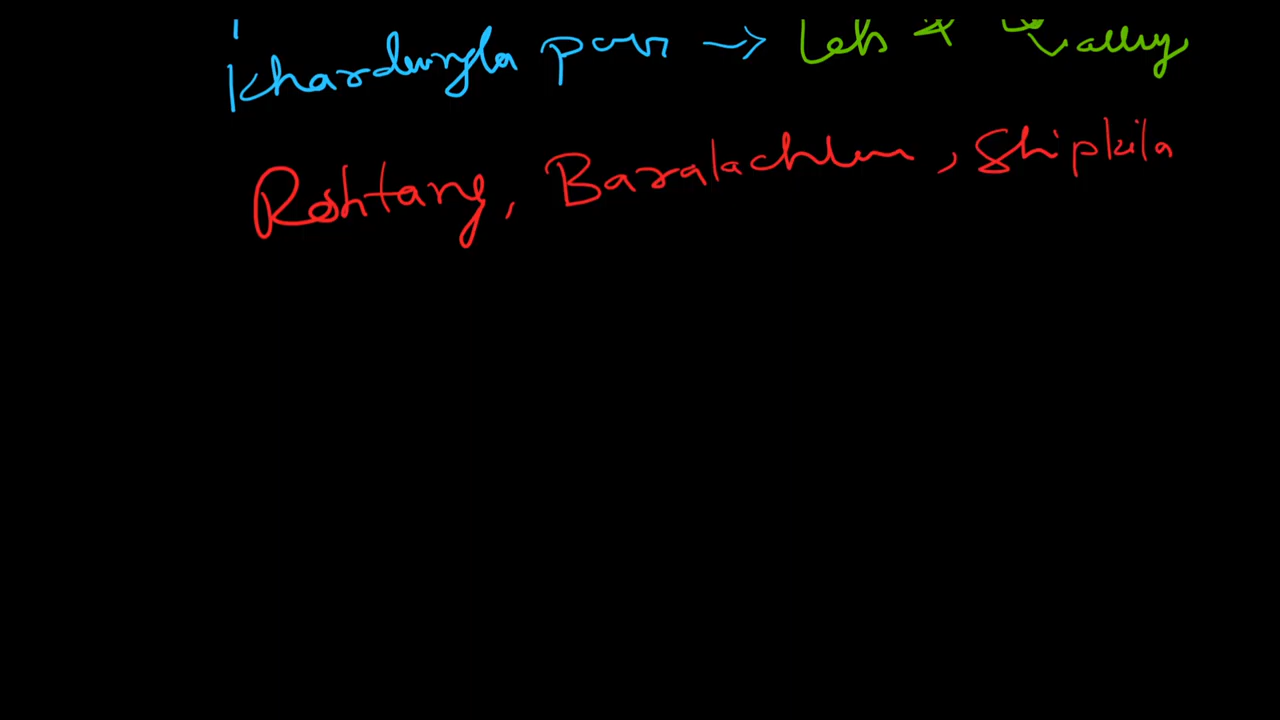 Khardungla pass → Leh & Valley
Rohtang, Baralachla, Shipkila